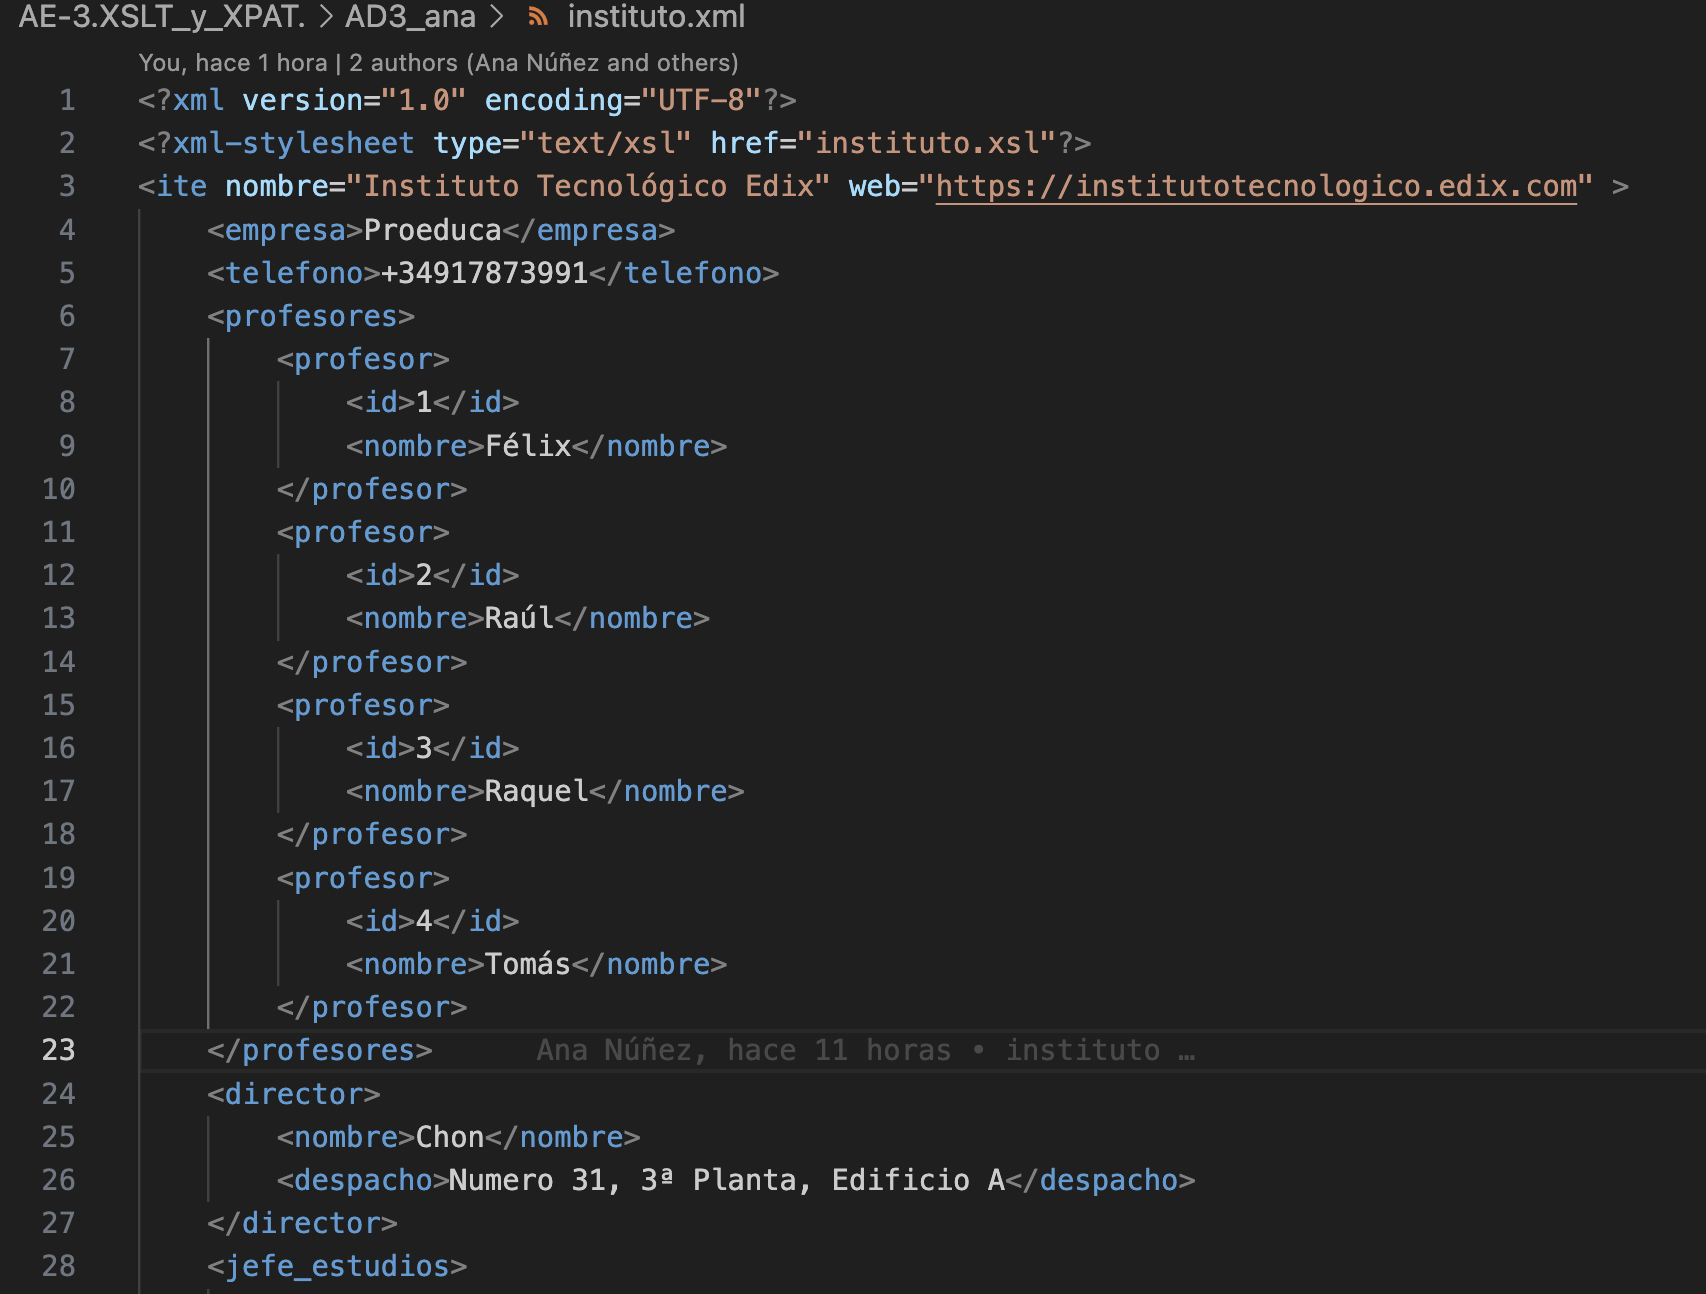 AE-3.XSLT_y_XPAT. > AD3_ana > instituto.xml
You, hace 1 hora | 2 authors (Ana Núñez and others)
1 <?xml version="1.0" encoding="UTF-8"?>
2 <?xml-stylesheet type="text/xsl" href="instituto.xsl"?>
3 <ite nombre="Instituto Tecnológico Edix" web="https://institutotecnologico.edix.com" >
4 <empresa>Proeduca</empresa>
5 <telefono>+34917873991</telefono>
6 <profesores>
7 <profesor>
8 <id>1</id>
9 <nombre>Félix</nombre>
10 </profesor>
11 <profesor>
12 <id>2</id>
13 <nombre>Raúl</nombre>
14 </profesor>
15 <profesor>
16 <id>3</id>
17 <nombre>Raquel</nombre>
18 </profesor>
19 <profesor>
20 <id>4</id>
21 <nombre>Tomás</nombre>
22 </profesor>
23 </profesores> Ana Núñez, hace 11 horas • instituto …
24 <director>
25 <nombre>Chon</nombre>
26 <despacho>Numero 31, 3ª Planta, Edificio A</despacho>
27 </director>
28 <jefe_estudios>